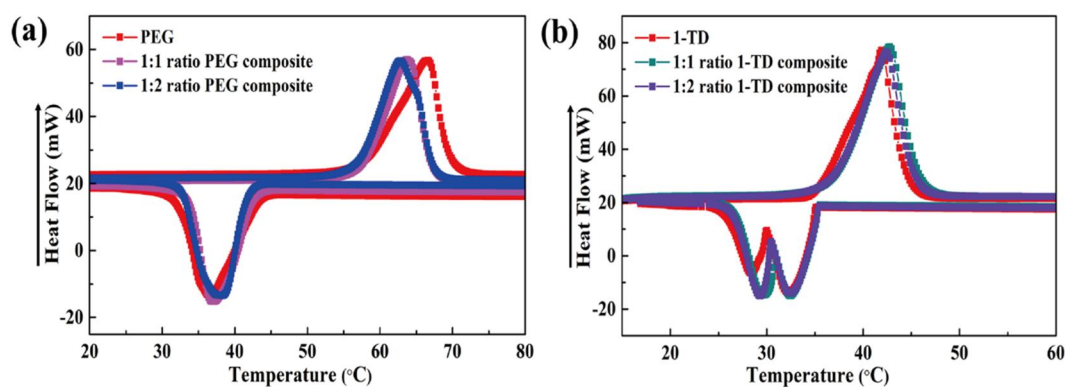 (a)
PEG
1:1 ratio PEG composite
1:2 ratio PEG composite
Heat Flow (mW)
60
40
20
0
-20
20 30 40 50 60 70 80
Temperature (°C)
(b)
1-TD
1:1 ratio 1-TD composite
1:2 ratio 1-TD composite
Heat Flow (mW)
80
60
40
20
0
-20
20 30 40 50 60
Temperature (°C)